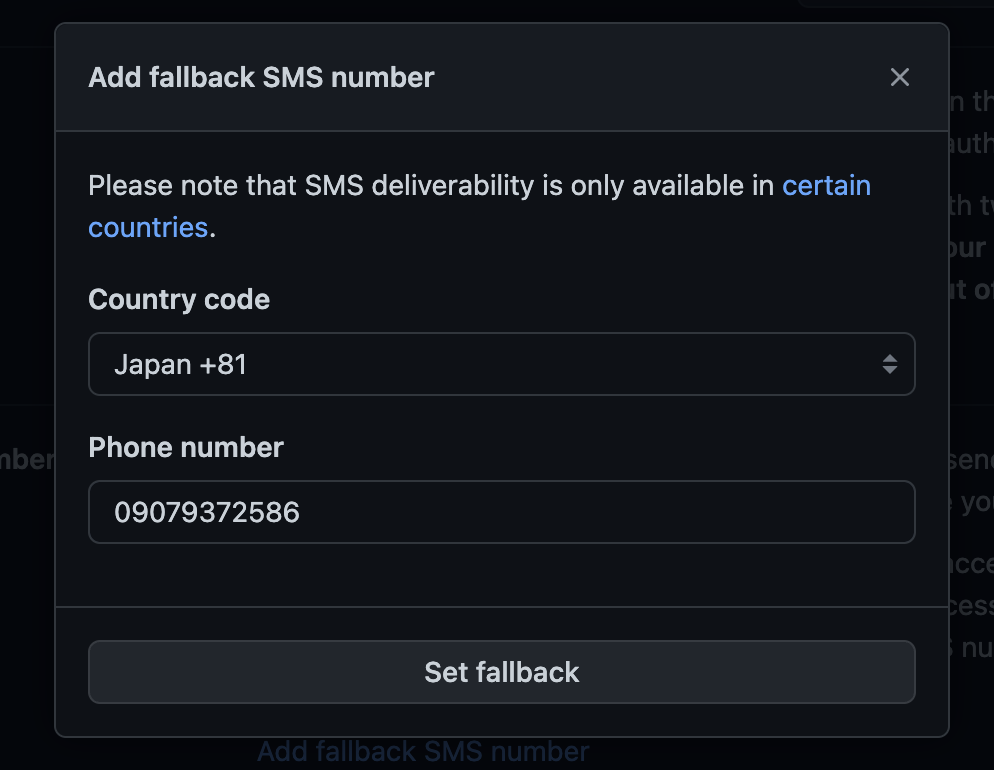 Add fallback SMS number
Please note that SMS deliverability is only available in certain
countries.
Country code
Japan +81
Phone number
09079372586
Set fallback
Add fallback SMS number